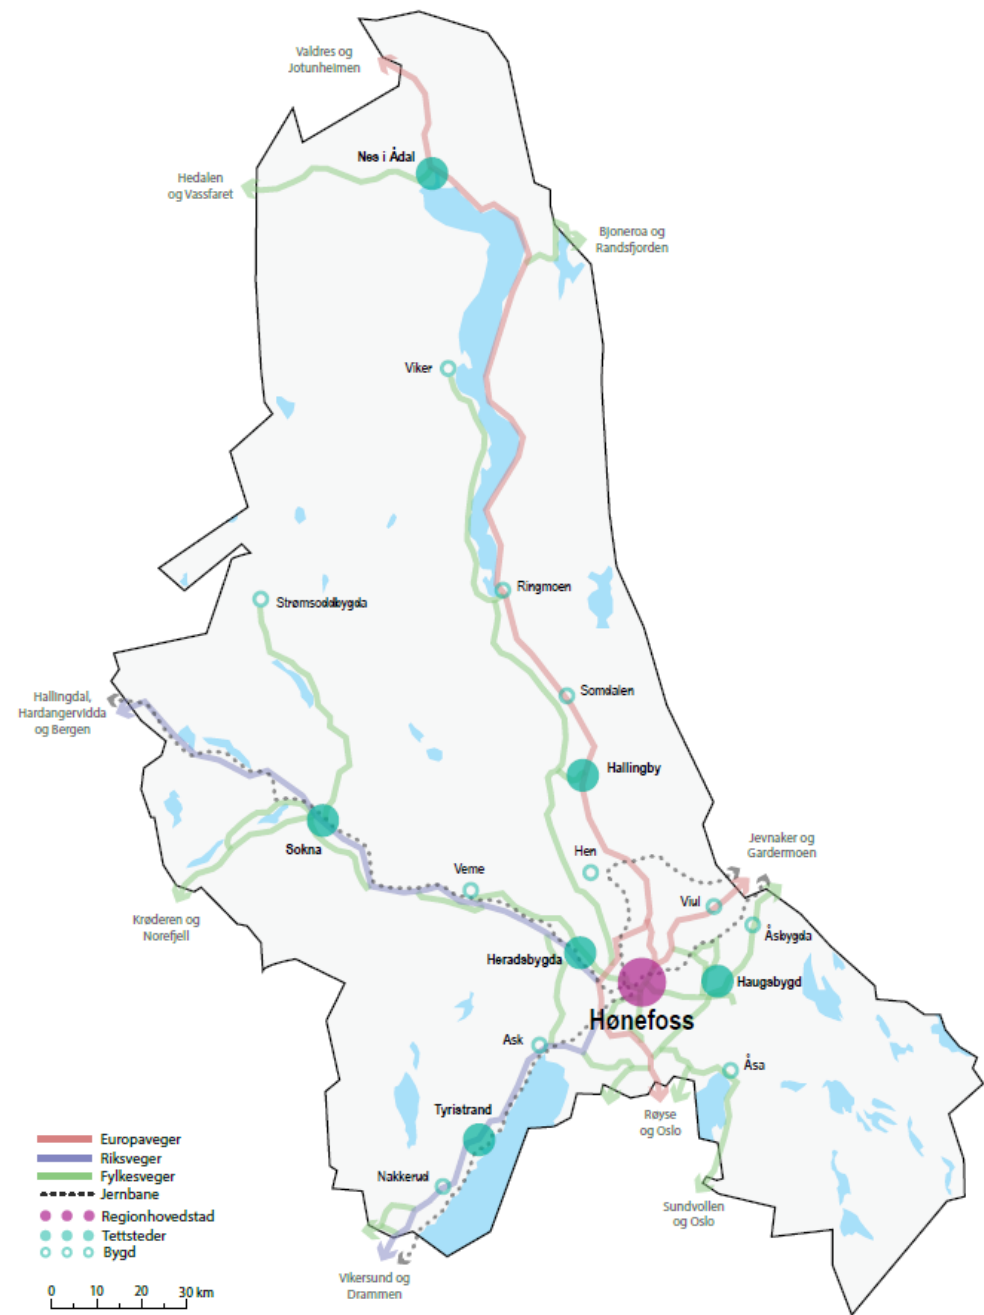 Valdres og
Jotunheimen
Nes i Ådal
Hedalen
og Vassfaret
Bjoneroa og
Randsfjorden
Viker
Ringmoen
Strømsoddbygda
Somdalen
Hallingdal,
Hardangervidda
og Bergen
Hallingby
Sokna
Hen
Jevnaker og
Gardermoen
Veme
Viul
Krøderen og
Norefjell
Åsbygda
Heradsbygda
Haugsbygd
Hønefoss
Ask
Åsa
Tyristrand
Røyse
og Oslo
Nakkerud
Sundvollen
og Oslo
Vikersund og
Drammen
Europaveger
Riksveger
Fylkesveger
Jernbane
Regionhovedstad
Tettsteder
Bygd
0 10 20 30 km